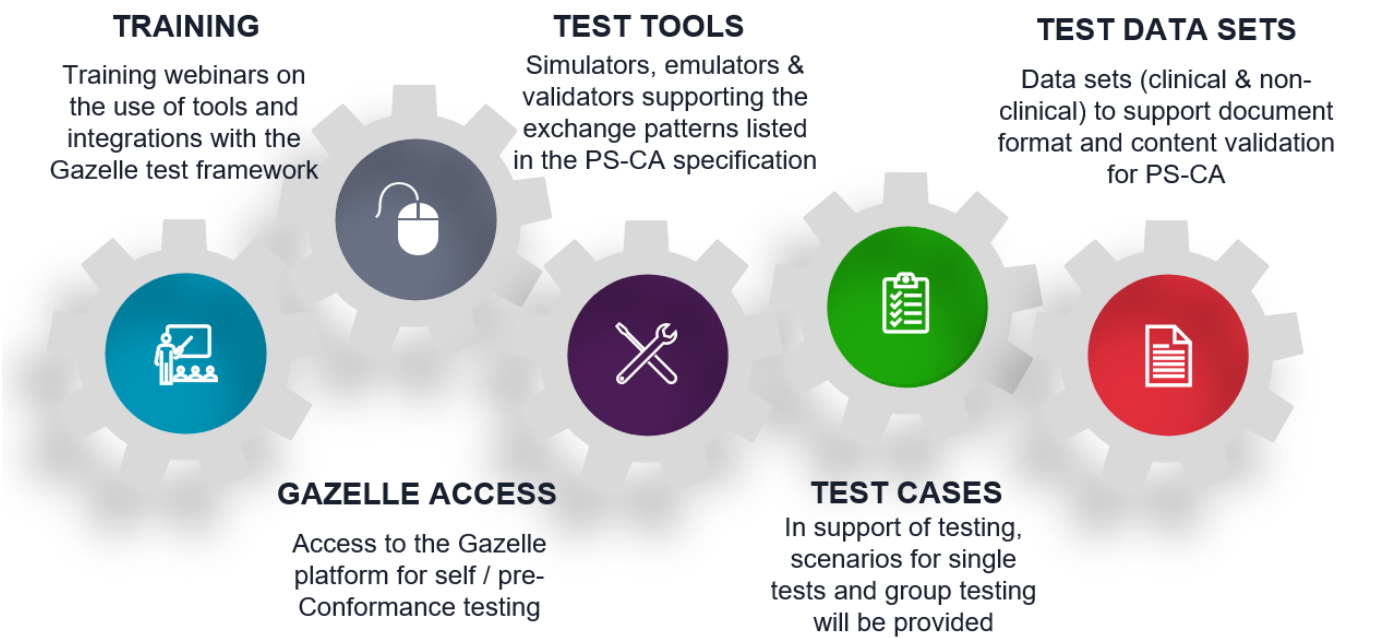 TRAINING
Training webinars on
the use of tools and
integrations with the
Gazelle test framework
TEST TOOLS
Simulators, emulators &
validators supporting the
exchange patterns listed
in the PS-CA specification
TEST DATA SETS
Data sets (clinical & non-
clinical) to support document
format and content validation
for PS-CA
GAZELLE ACCESS
Access to the Gazelle
platform for self / pre-
Conformance testing
TEST CASES
In support of testing,
scenarios for single
tests and group testing
will be provided